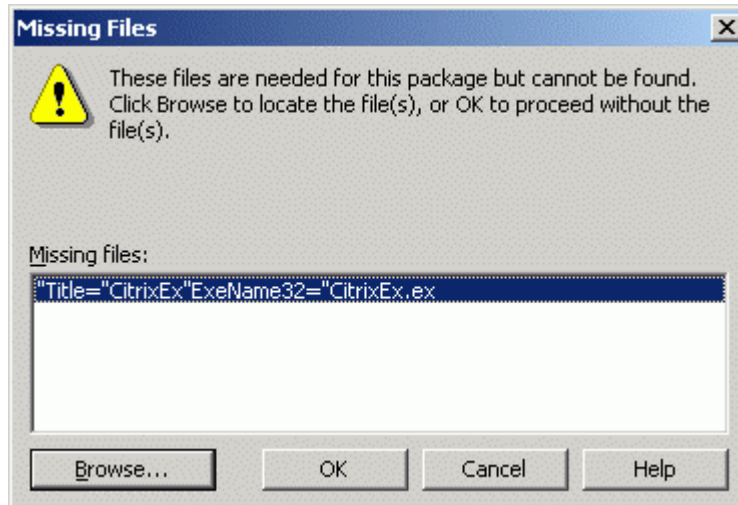 Missing Files
These files are needed for this package but cannot be found.
Click Browse to locate the file(s), or OK to proceed without the
file(s).
Missing files:
"Title="CitrixEx"ExeName32="CitrixEx.ex
Browse...
OK
Cancel
Help